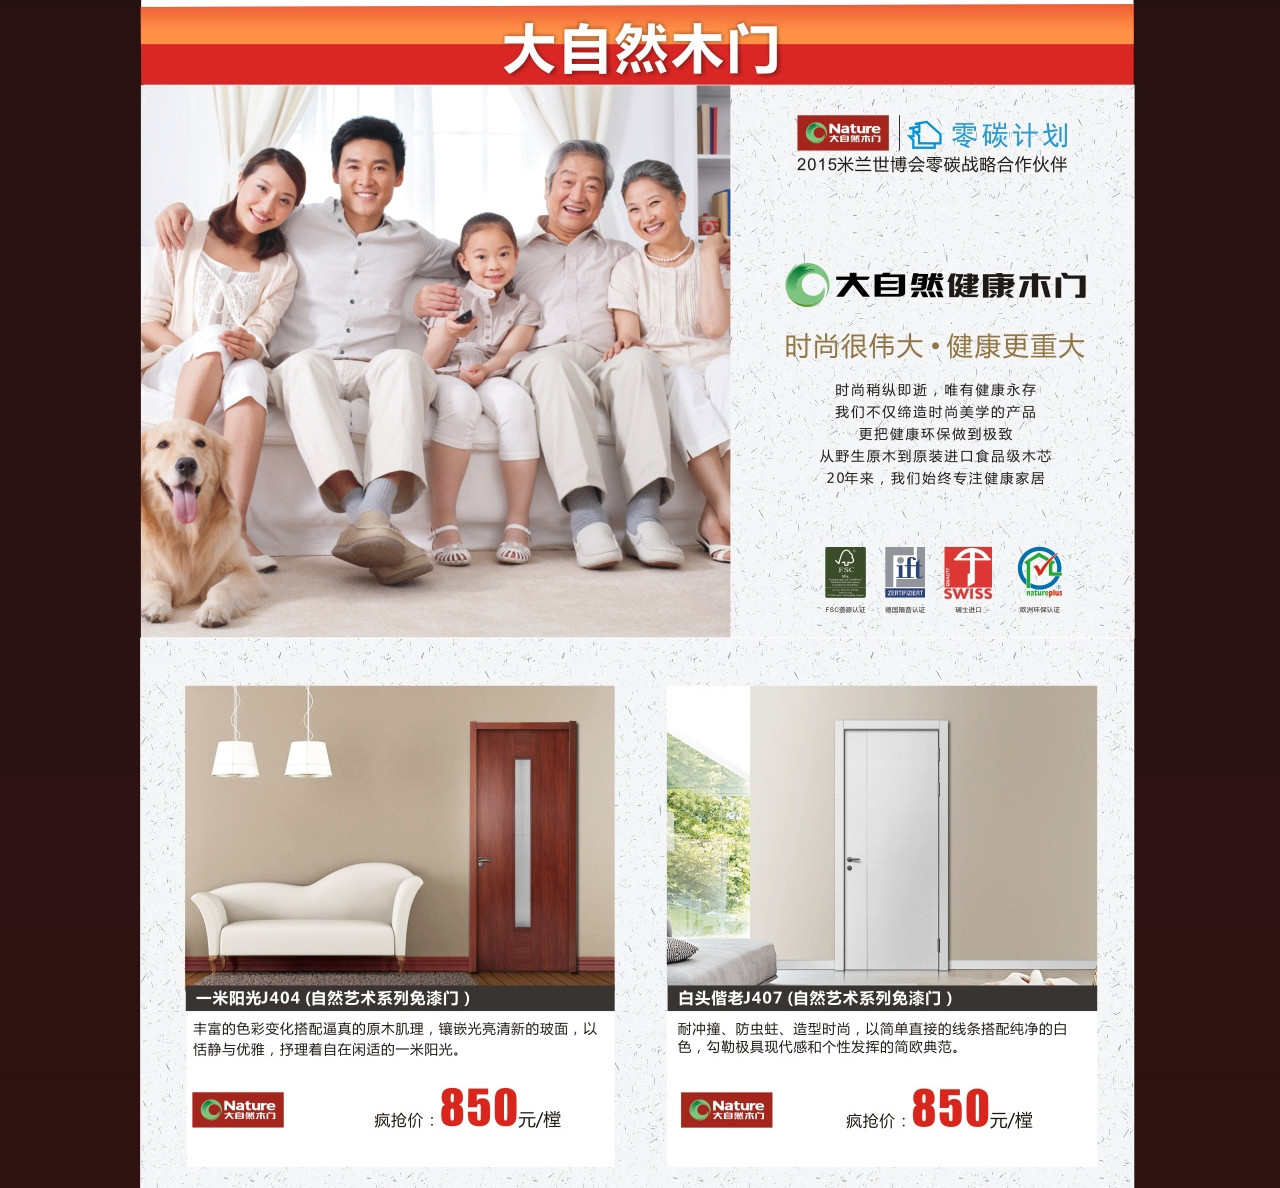 大自然木门
Nature
大自然木门
零碳计划
2015米兰世博会零碳战略合作伙伴
大自然健康木门
时尚很伟大·健康更重大
时尚稍纵即逝，唯有健康永存
我们不仅缔造时尚美学的产品
更把健康环保做到极致
从野生原木到原装进口食品级木芯
20年来，我们始终专注健康家居
FSC
ift
ZERTIFIZIERT
QUALITY
SWISS
natureplus
德国隔音认证
瑞士进口
欧洲环保认证
一米阳光J404 (自然艺术系列免漆门 )
丰富的色彩变化搭配逼真的原木肌理，镶嵌光亮清新的玻面，以
恬静与优雅，抒理着自在闲适的一米阳光。
Nature
大自然木门
疯抢价：850元/樘
白头偕老J407 (自然艺术系列免漆门 )
耐冲撞、防虫蛀、造型时尚，以简单直接的线条搭配纯净的白
色，勾勒极具现代感和个性发挥的简欧典范。
Nature
大自然木门
疯抢价：850元/樘